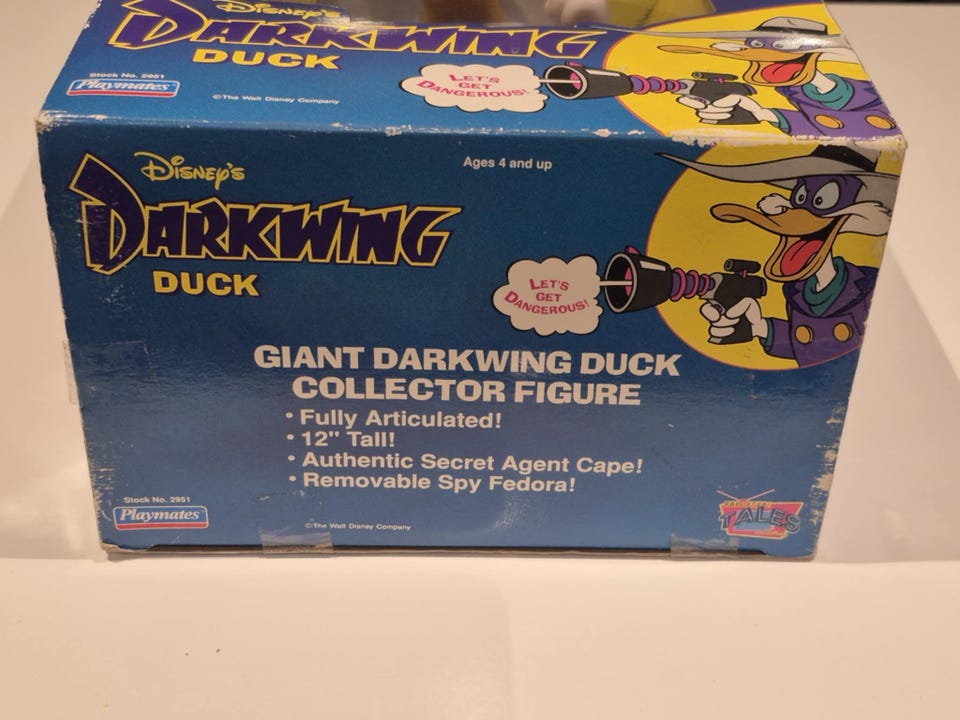 Disney's
DARKWING
DUCK
Stock No. 2951
Playmates
©The Walt Disney Company
LET'S
GET
DANGEROUS!
Disney's
DARKWING
DUCK
Ages 4 and up
LET'S
GET
DANGEROUS!
GIANT DARKWING DUCK
COLLECTOR FIGURE
• Fully Articulated!
• 12" Tall!
• Authentic Secret Agent Cape!
• Removable Spy Fedora!
Stock No. 2951
Playmates
©The Walt Disney Company
TALES